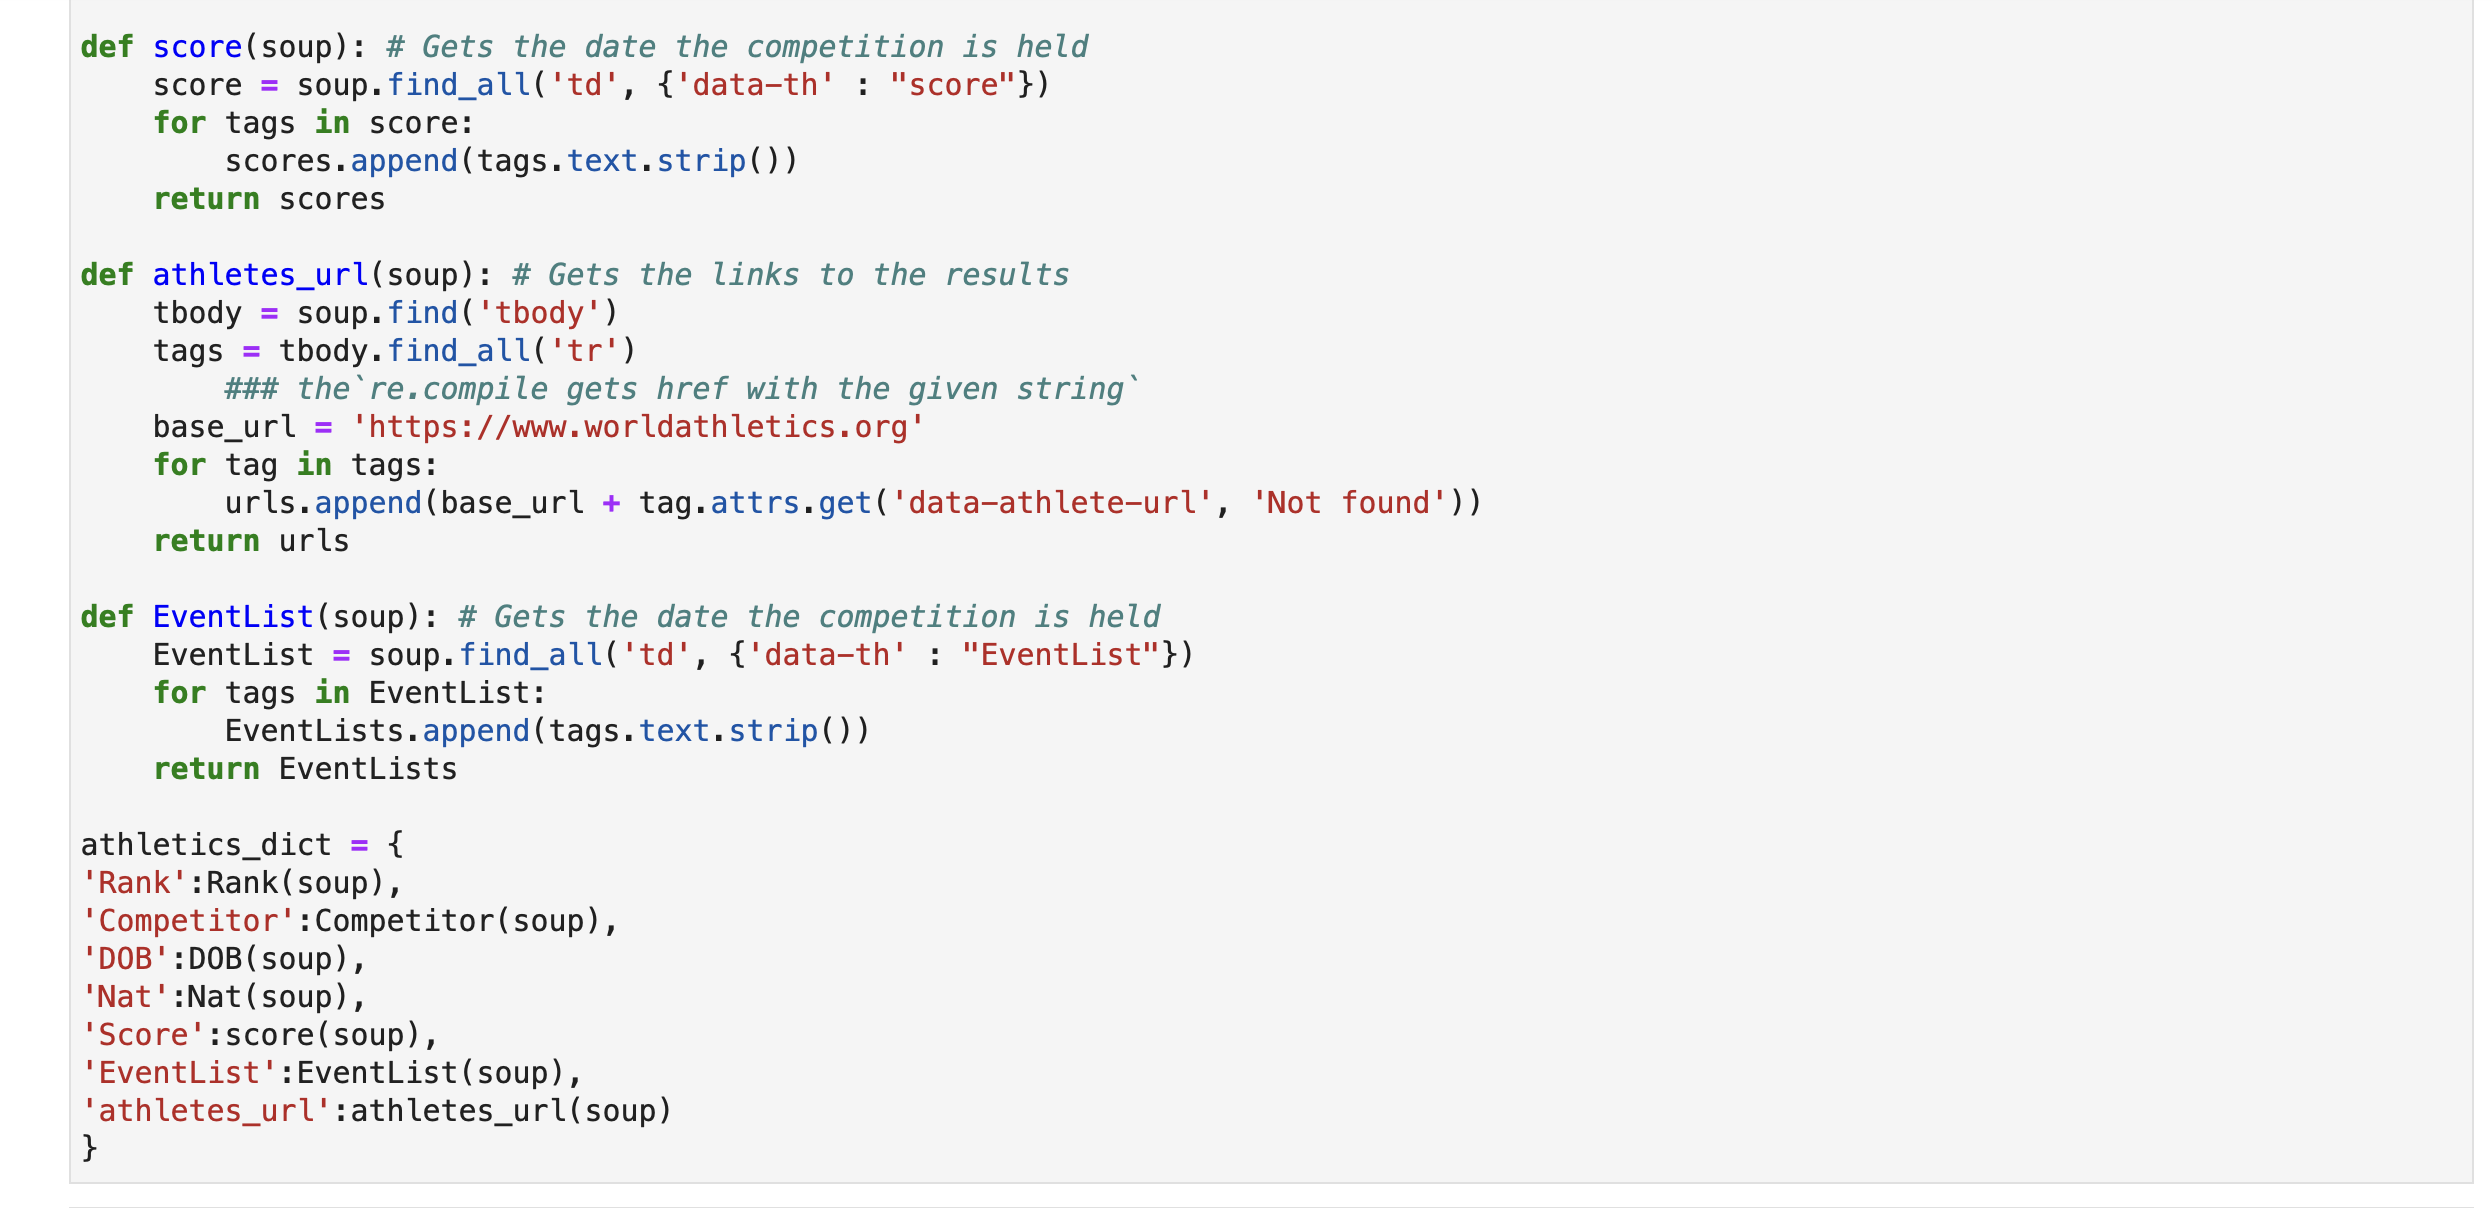 def score(soup): # Gets the date the competition is held
    score = soup.find_all('td', {'data-th' : "score"})
    for tags in score:
        scores.append(tags.text.strip())
    return scores

def athletes_url(soup): # Gets the links to the results
    tbody = soup.find('tbody')
    tags = tbody.find_all('tr')
        ### the`re.compile gets href with the given string`
    base_url = 'https://www.worldathletics.org'
    for tag in tags:
        urls.append(base_url + tag.attrs.get('data-athlete-url', 'Not found'))
    return urls

def EventList(soup): # Gets the date the competition is held
    EventList = soup.find_all('td', {'data-th' : "EventList"})
    for tags in EventList:
        EventLists.append(tags.text.strip())
    return EventLists

athletics_dict = {
'Rank':Rank(soup),
'Competitor':Competitor(soup),
'DOB':DOB(soup),
'Nat':Nat(soup),
'Score':score(soup),
'EventList':EventList(soup),
'athletes_url':athletes_url(soup)
}